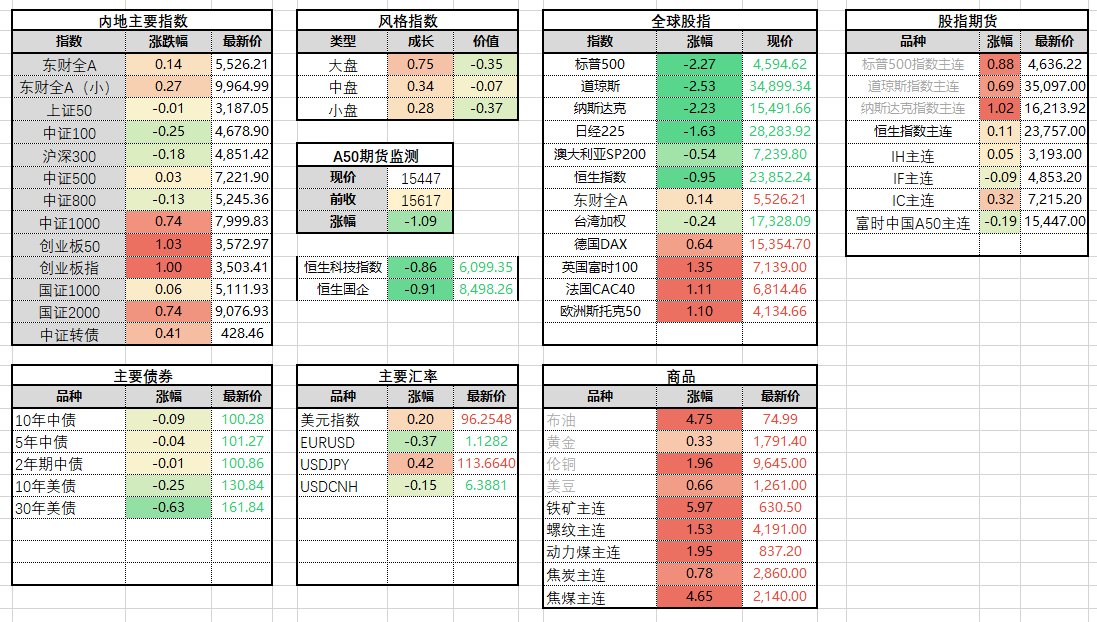 内地主要指数
指数 涨跌幅 最新价
东财全A 0.14 5,526.21
东财全A（小） 0.27 9,964.99
上证50 -0.01 3,187.05
中证100 -0.25 4,678.90
沪深300 -0.18 4,851.42
中证500 0.03 7,221.90
中证800 -0.13 5,245.36
中证1000 0.74 7,999.83
创业板50 1.03 3,572.97
创业板指 1.00 3,503.41
国证1000 0.06 5,111.93
国证2000 0.74 9,076.93
中证转债 0.41 428.46
风格指数
类型 成长 价值
大盘 0.75 -0.35
中盘 0.34 -0.07
小盘 0.28 -0.37
A50期货监测
现价 15447
前收 15617
涨幅 -1.09
恒生科技指数 -0.86 6,099.35
恒生国企 -0.91 8,498.26
全球股指
指数 涨幅 现价
标普500 -2.27 4,594.62
道琼斯 -2.53 34,899.34
纳斯达克 -2.23 15,491.66
日经225 -1.63 28,283.92
澳大利亚SP200 -0.54 7,239.80
恒生指数 -0.95 23,852.24
东财全A 0.14 5,526.21
台湾加权 -0.24 17,328.09
德国DAX 0.64 15,354.70
英国富时100 1.35 7,139.00
法国CAC40 1.11 6,814.46
欧洲斯托克50 1.10 4,134.66
股指期货
品种 涨幅 最新价
标普500指数主连 0.88 4,636.22
道琼斯指数主连 0.69 35,097.00
纳斯达克指数主连 1.02 16,213.92
恒生指数主连 0.11 23,757.00
IH主连 0.05 3,193.00
IF主连 -0.09 4,853.20
IC主连 0.32 7,215.20
富时中国A50主连 -0.19 15,447.00
主要债券
品种 涨幅 最新价
10年中债 -0.09 100.28
5年中债 -0.04 101.27
2年期中债 -0.01 100.86
10年美债 -0.25 130.84
30年美债 -0.63 161.84
主要汇率
品种 涨幅 最新价
美元指数 0.20 96.2548
EURUSD -0.37 1.1282
USDJPY 0.42 113.6640
USDCNH -0.15 6.3881
商品
品种 涨幅 最新价
布油 4.75 74.99
黄金 0.33 1,791.40
伦铜 1.96 9,645.00
美豆 0.66 1,261.00
铁矿主连 5.97 630.50
螺纹主连 1.53 4,191.00
动力煤主连 1.95 837.20
焦炭主连 0.78 2,860.00
焦煤主连 4.65 2,140.00